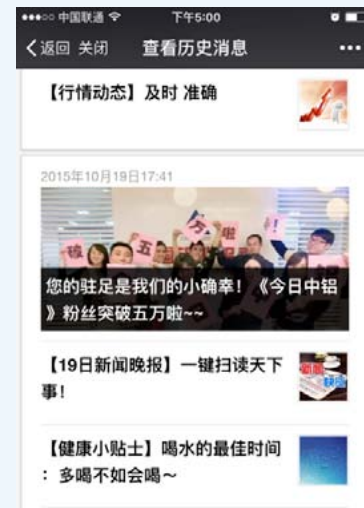 中国联通 下午5:00
返回 关闭 查看历史消息
【行情动态】及时 准确
2015年10月19日17:41
破 五 万 啦 !
您的驻足是我们的小确幸！《今日中铝
》粉丝突破五万啦~~
【19日新闻晚报】一键扫读天下
事！
【健康小贴士】喝水的最佳时间
：多喝不如会喝～